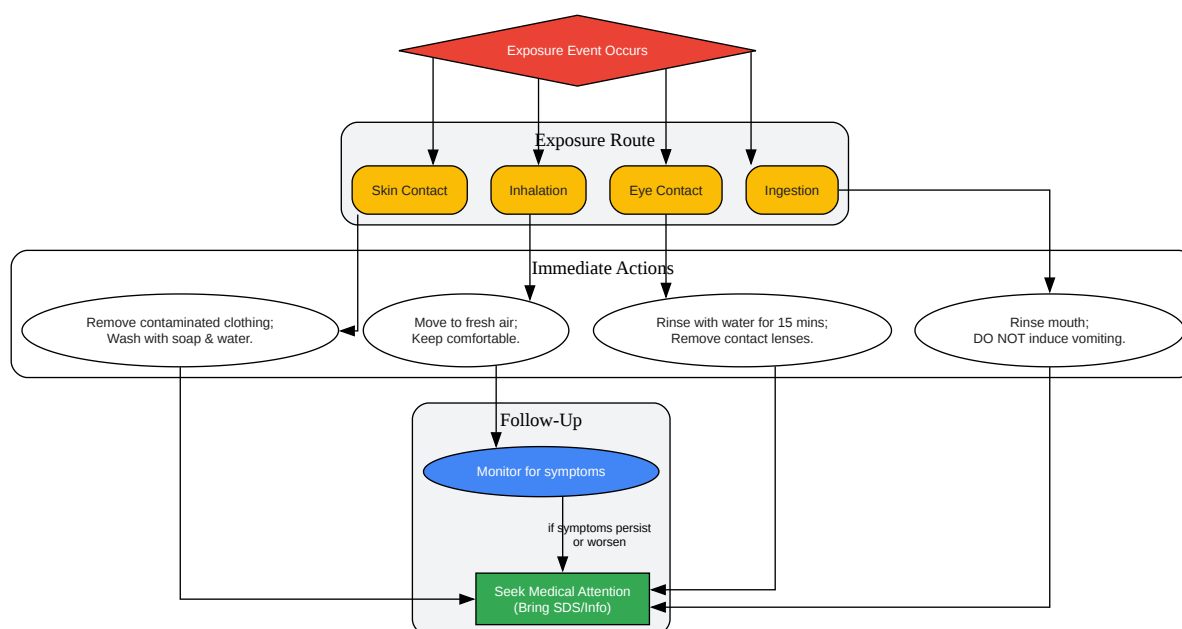 Exposure Event Occurs
Exposure Route
Skin Contact
Inhalation
Eye Contact
Ingestion
Immediate Actions
Remove contaminated clothing;
Wash with soap & water.
Move to fresh air;
Keep comfortable.
Rinse with water for 15 mins;
Remove contact lenses.
Rinse mouth;
DO NOT induce vomiting.
Follow-Up
Monitor for symptoms
if symptoms persist
or worsen
Seek Medical Attention
(Bring SDS/Info)